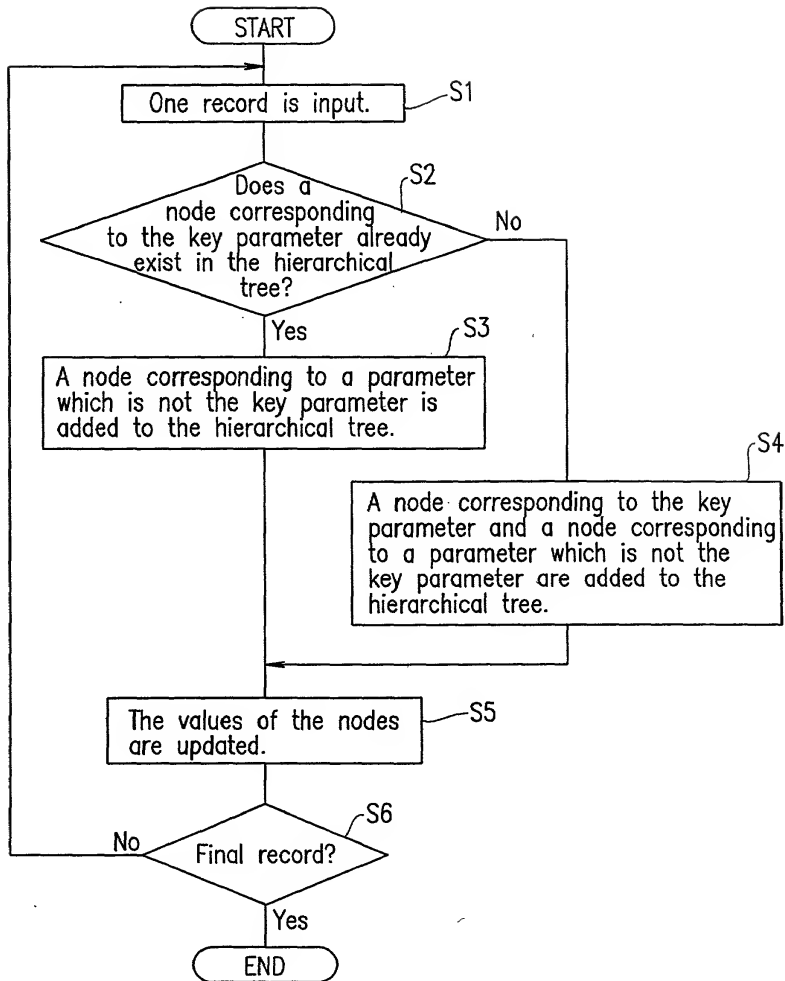 START
One record is input.
S1
Does a
node corresponding
to the key parameter already
exist in the hierarchical
tree?
S2
No
Yes
S3
A node corresponding to a parameter
which is not the key parameter is
added to the hierarchical tree.
S4
A node corresponding to the key
parameter and a node corresponding
to a parameter which is not the
key parameter are added to the
hierarchical tree.
The values of the nodes
are updated.
S5
S6
No
Final record?
Yes
END